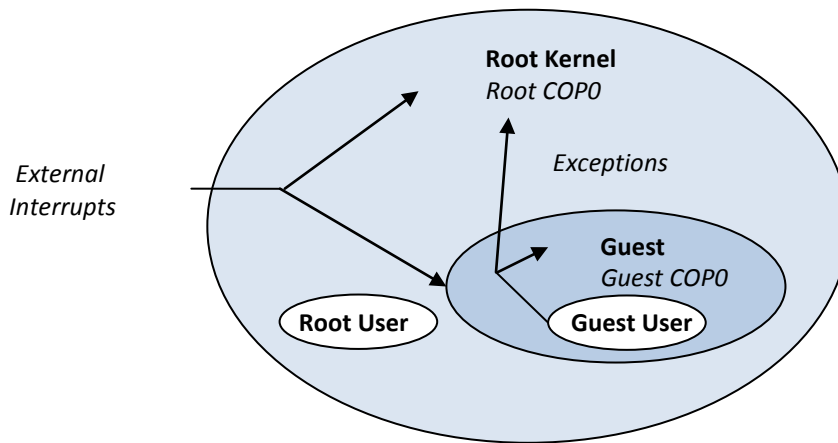 Root Kernel
Root COP0
External
Interrupts
Exceptions
Guest
Guest COP0
Root User
Guest User